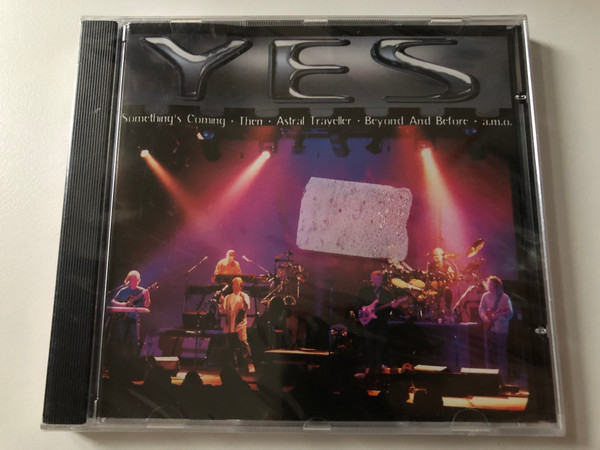 YES
Something's Coming · Then · Astral Traveller · Beyond And Before · a.m.o.